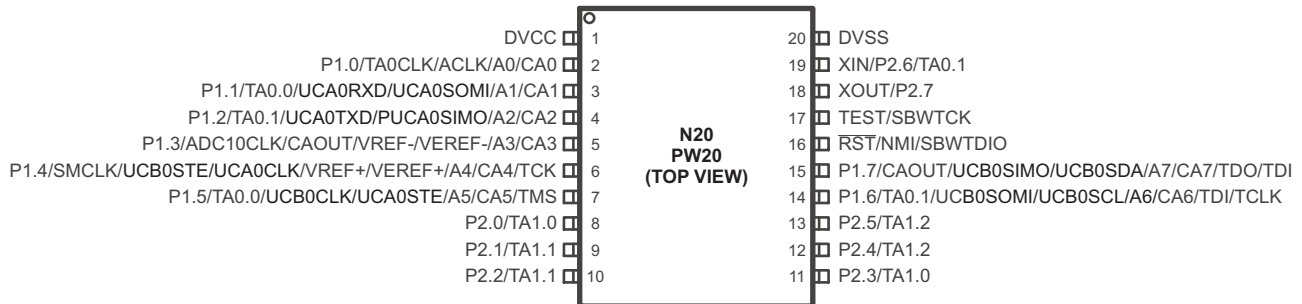 DVCC 1 20 DVSS
P1.0/TA0CLK/ACLK/A0/CA0 2 19 XIN/P2.6/TA0.1
P1.1/TA0.0/UCA0RXD/UCA0SOMI/A1/CA1 3 18 XOUT/P2.7
P1.2/TA0.1/UCA0TXD/PUCA0SIMO/A2/CA2 4 17 TEST/SBWTCK
P1.3/ADC10CLK/CAOUT/VREF-/VEREF-/A3/CA3 5 N20 16 RST/NMI/SBWTDIO
P1.4/SMCLK/UCB0STE/UCA0CLK/VREF+/VEREF+/A4/CA4/TCK 6 PW20 15 P1.7/CAOUT/UCB0SIMO/UCB0SDA/A7/CA7/TDO/TDI
P1.5/TA0.0/UCB0CLK/UCA0STE/A5/CA5/TMS 7 (TOP VIEW) 14 P1.6/TA0.1/UCB0SOMI/UCB0SCL/A6/CA6/TDI/TCLK
P2.0/TA1.0 8 13 P2.5/TA1.2
P2.1/TA1.1 9 12 P2.4/TA1.2
P2.2/TA1.1 10 11 P2.3/TA1.0